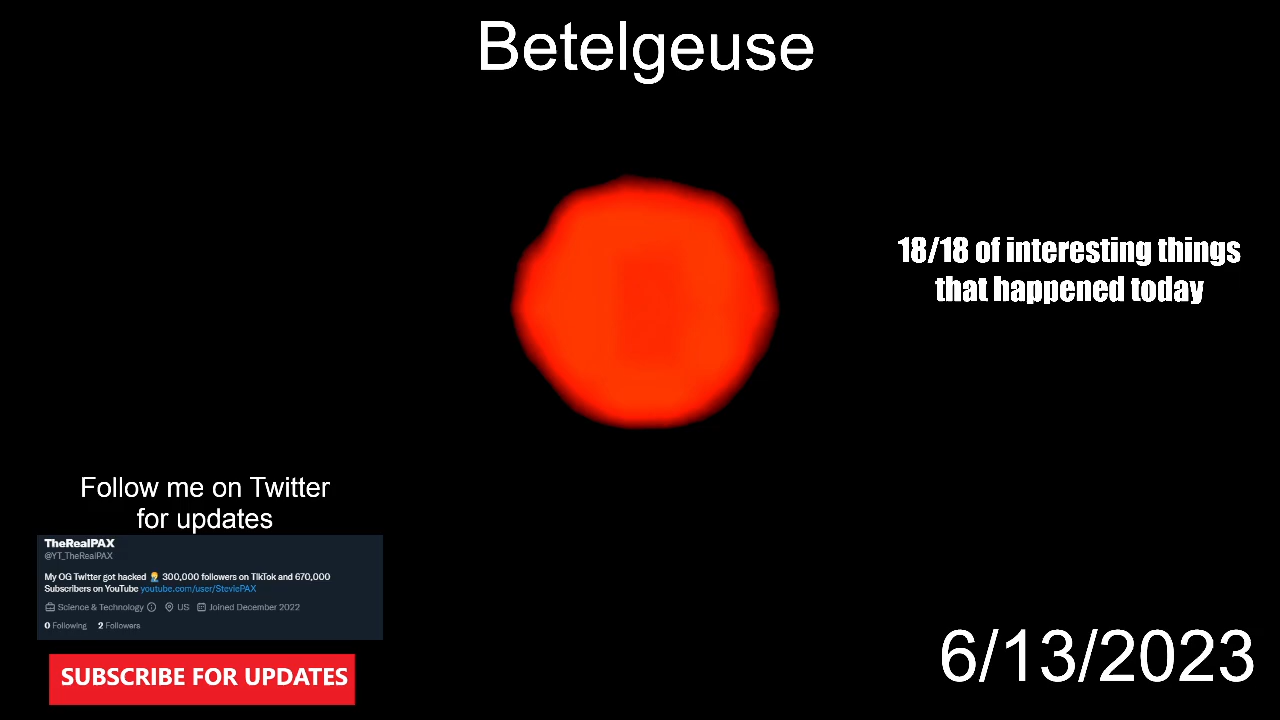 Betelgeuse
18/18 of interesting things
that happened today
Follow me on Twitter
for updates
TheRealPAX
@YT_TheRealPAX
My OG Twitter got hacked 🤦 300,000 followers on TikTok and 670,000
Subscribers on YouTube youtube.com/user/SteviePAX
Science & Technology US Joined December 2022
0 Following 2 Followers
SUBSCRIBE FOR UPDATES
6/13/2023